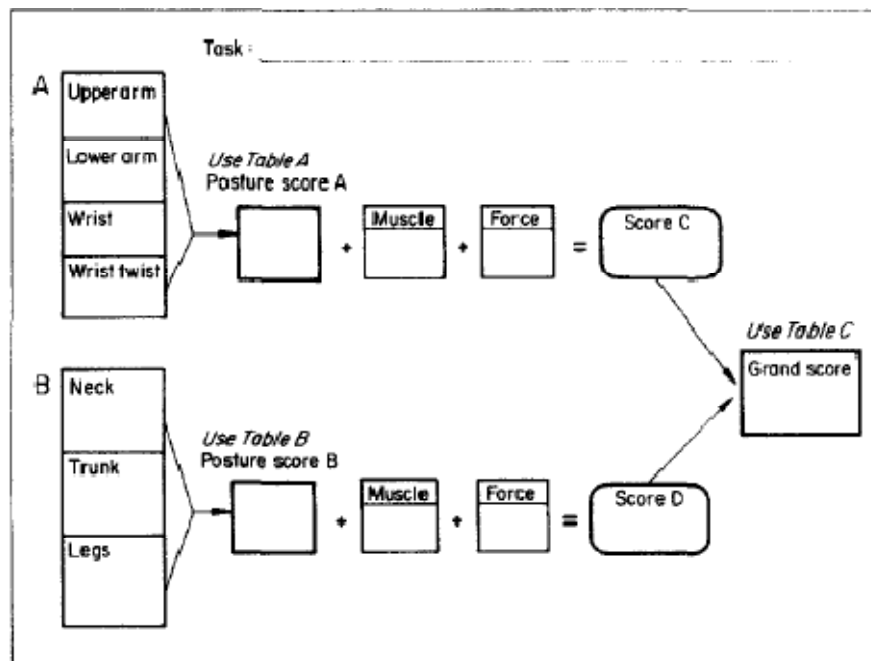 Task :
A
Upper arm
Lower arm
Wrist
Wrist twist
Use Table A
Posture score A
+
Muscle
+
Force
=
Score C
Use Table C
Grand score
B
Neck
Trunk
Legs
Use Table B
Posture score B
+
Muscle
+
Force
=
Score D